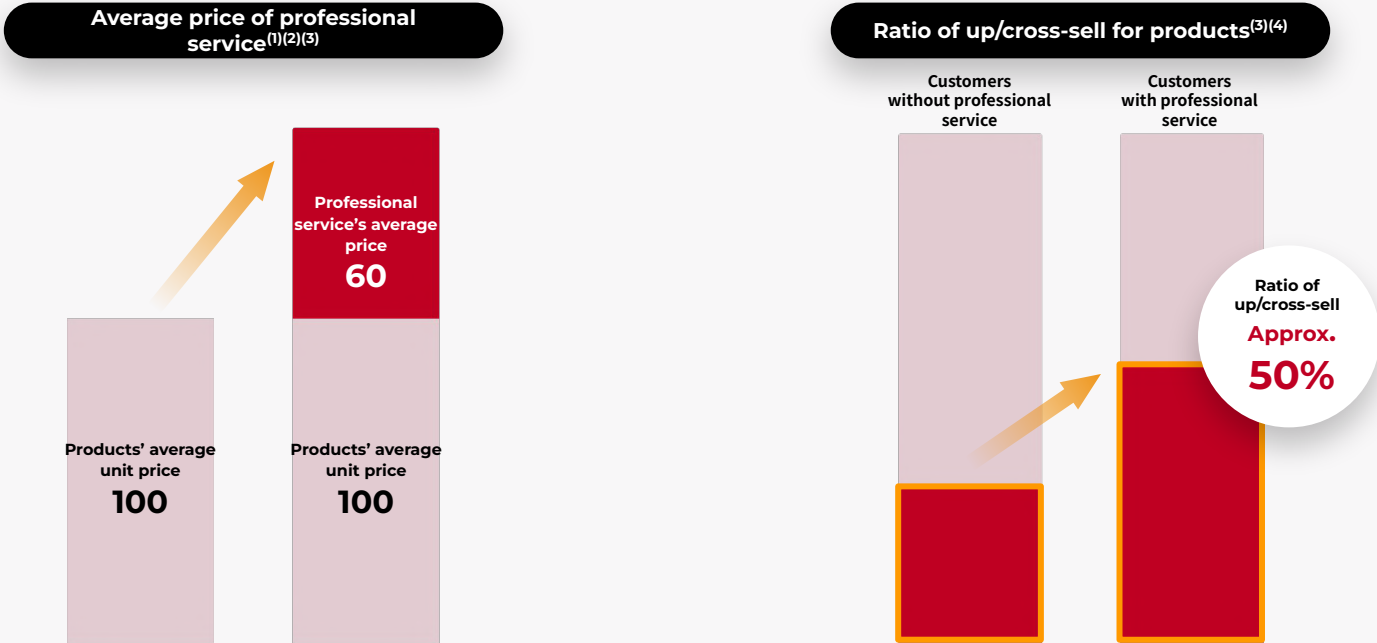 Average price of professional
service(1)(2)(3)
Products’ average
unit price
100
Professional
service’s average
price
60
Products’ average
unit price
100
Ratio of up/cross-sell for products(3)(4)
Customers
without professional
service
Customers
with professional
service
Ratio of
up/cross-sell
Approx.
50%